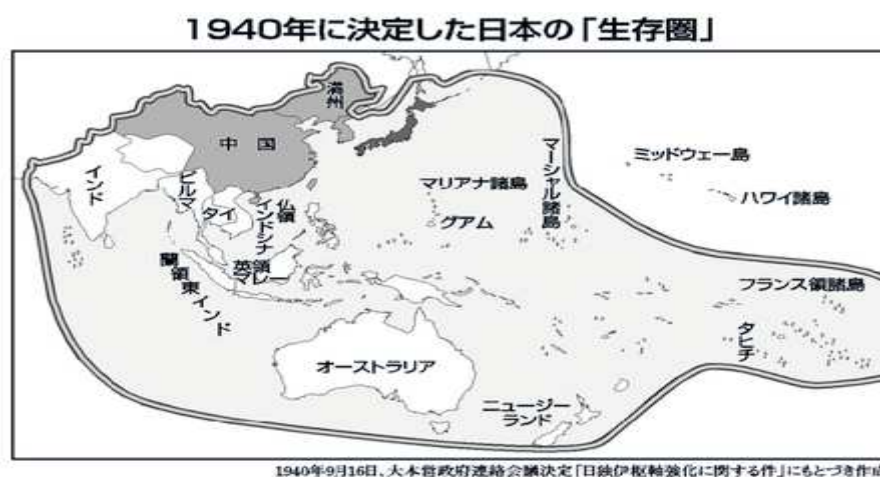 1940年に決定した日本の「生存圏」
満州
中国
インド
ビルマ
タイ
仏領
インドシナ
英領
マレー
蘭領東インド
マリアナ諸島
グアム
マーシャル諸島
ミッドウェー島
ハワイ諸島
フランス領諸島
タヒチ
オーストラリア
ニュージー
ランド
1940年9月16日、大本営政府連絡会議決定「日独伊枢軸強化に関する件」にもとづき作成